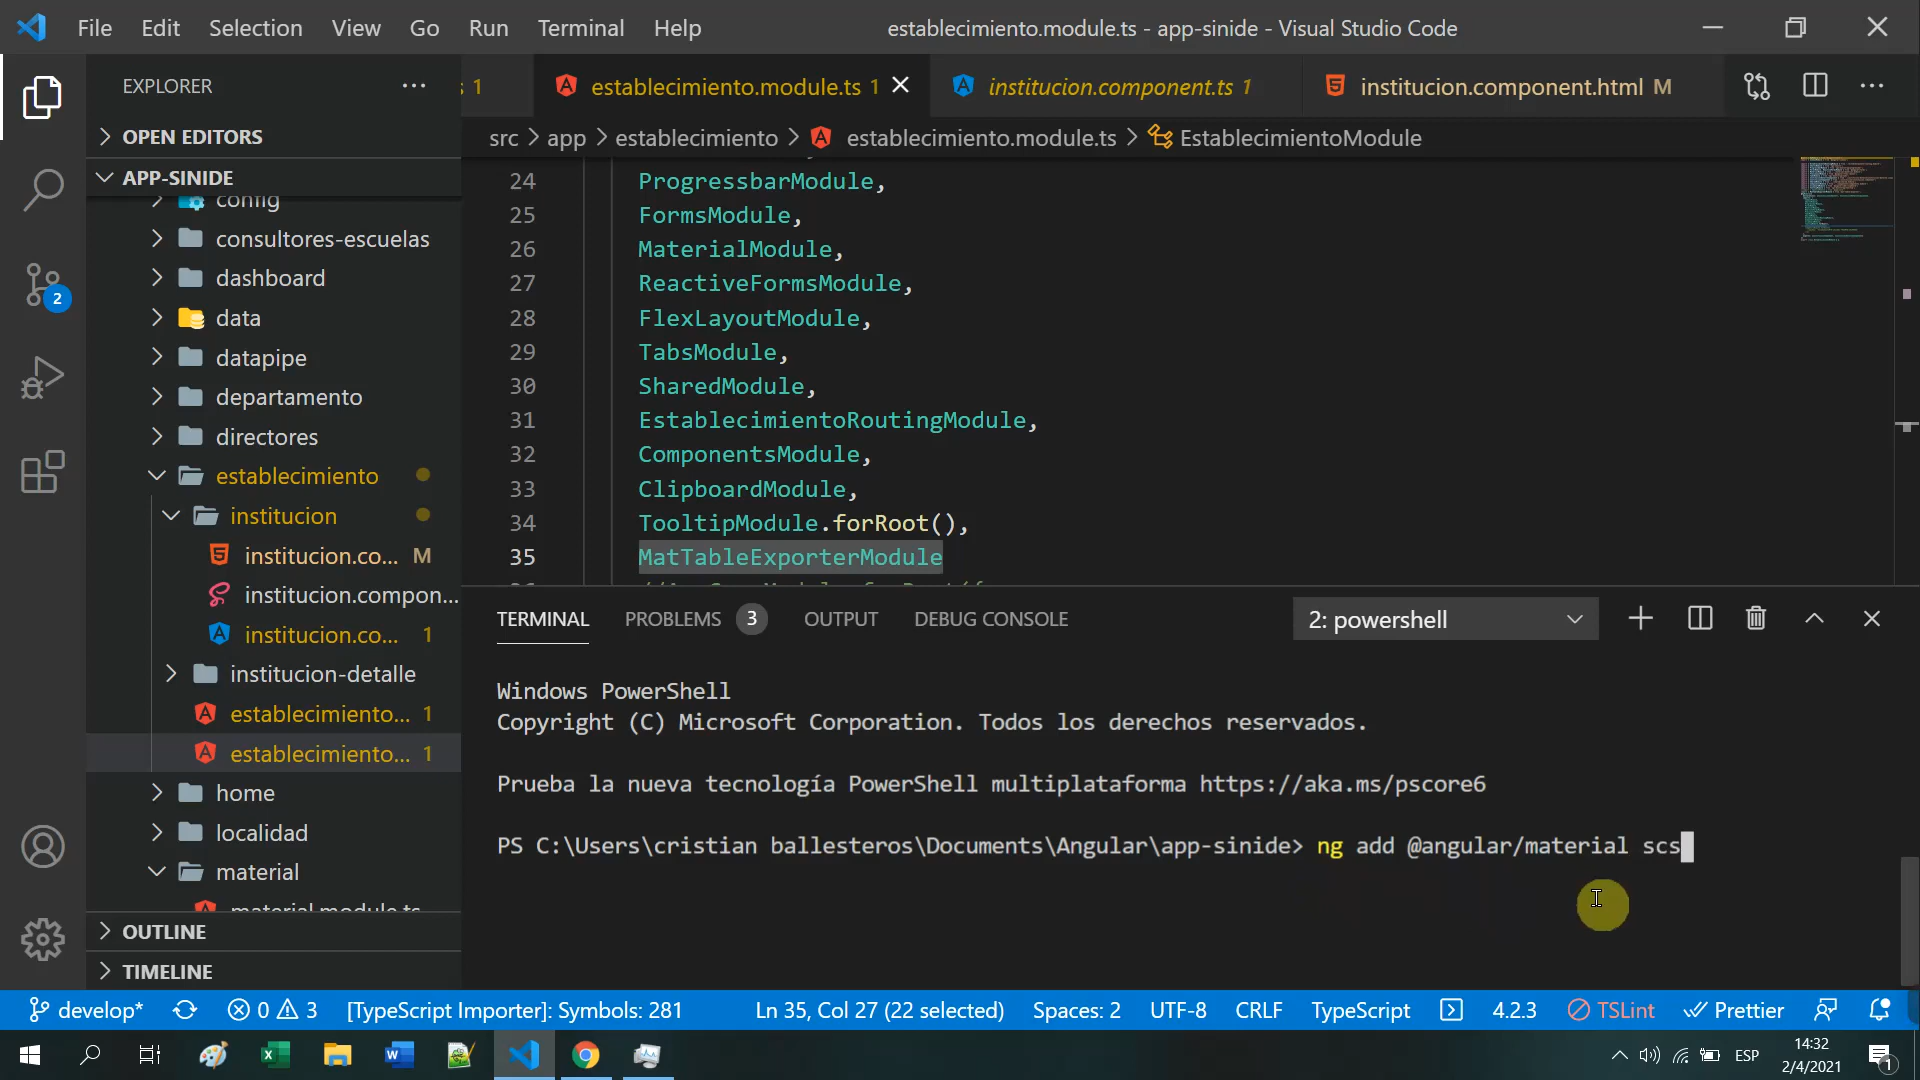 File Edit Selection View Go Run Terminal Help
establecimiento.module.ts - app-sinide - Visual Studio Code
EXPLORER
s 1
establecimiento.module.ts 1
institucion.component.ts 1
institucion.component.html M
OPEN EDITORS
src > app > establecimiento > establecimiento.module.ts > EstablecimientoModule
APP-SINIDE
config
consultores-escuelas
dashboard
data
datapipe
departamento
directores
establecimiento
institucion
institucion.co... M
institucion.compon...
institucion.co... 1
institucion-detalle
establecimiento... 1
establecimiento... 1
home
localidad
material
material.module.ts
OUTLINE
TIMELINE
2
24 ProgressbarModule,
25 FormsModule,
26 MaterialModule,
27 ReactiveFormsModule,
28 FlexLayoutModule,
29 TabsModule,
30 SharedModule,
31 EstablecimientoRoutingModule,
32 ComponentsModule,
33 ClipboardModule,
34 TooltipModule.forRoot(),
35 MatTableExporterModule
TERMINAL PROBLEMS 3 OUTPUT DEBUG CONSOLE
2: powershell
Windows PowerShell
Copyright (C) Microsoft Corporation. Todos los derechos reservados.
Prueba la nueva tecnología PowerShell multiplataforma https://aka.ms/pscore6
PS C:\Users\cristian ballesteros\Documents\Angular\app-sinide> ng add @angular/material scs
develop* 0 3 [TypeScript Importer]: Symbols: 281 Ln 35, Col 27 (22 selected) Spaces: 2 UTF-8 CRLF TypeScript 4.2.3 TSLint Prettier
ESP
14:32
2/4/2021
1